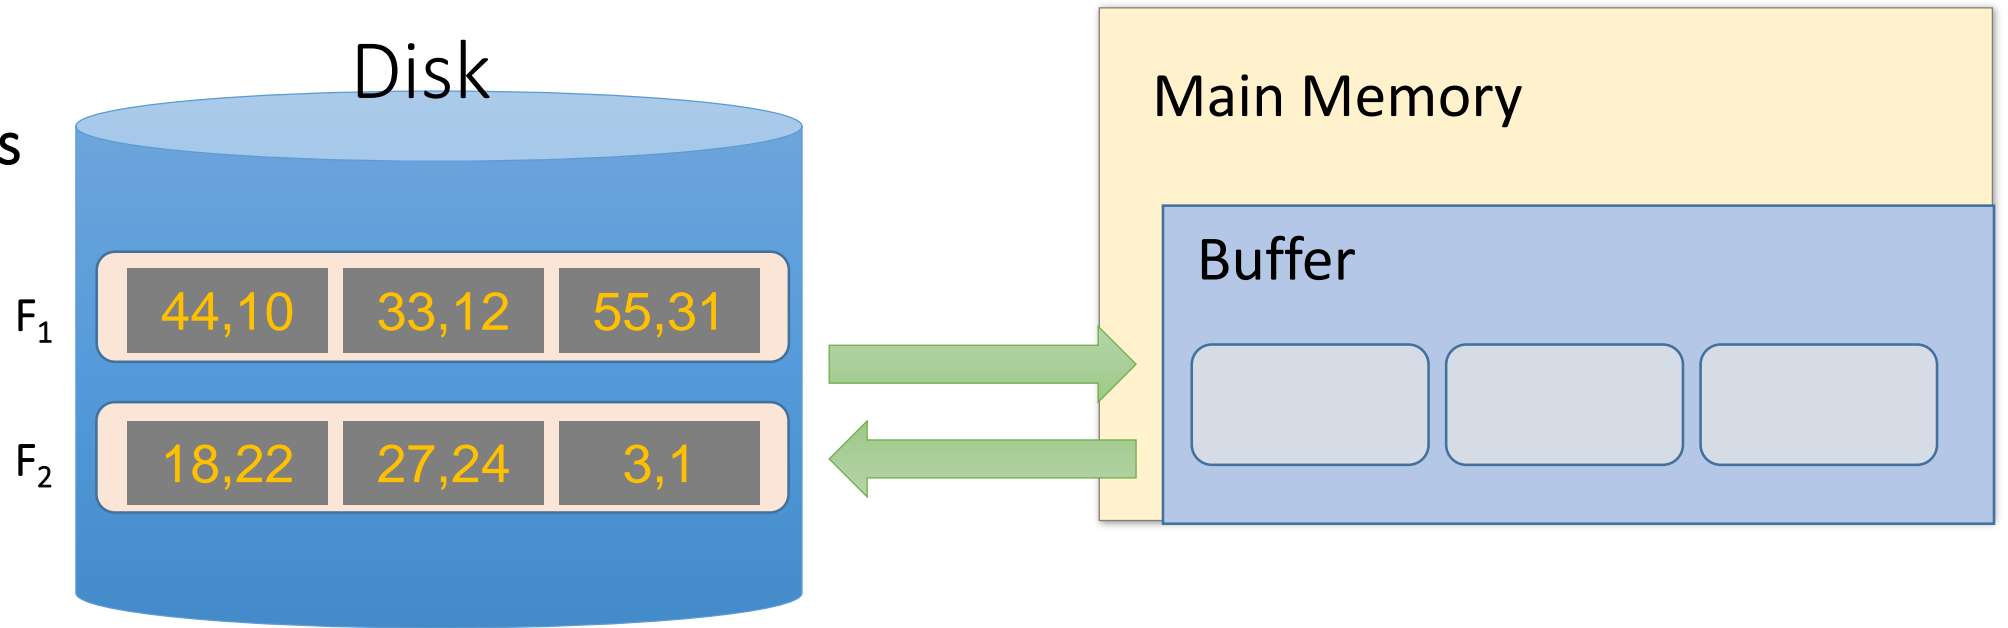 Disk
Main Memory
s
Buffer
F1
44,10 33,12 55,31
F2
18,22 27,24 3,1